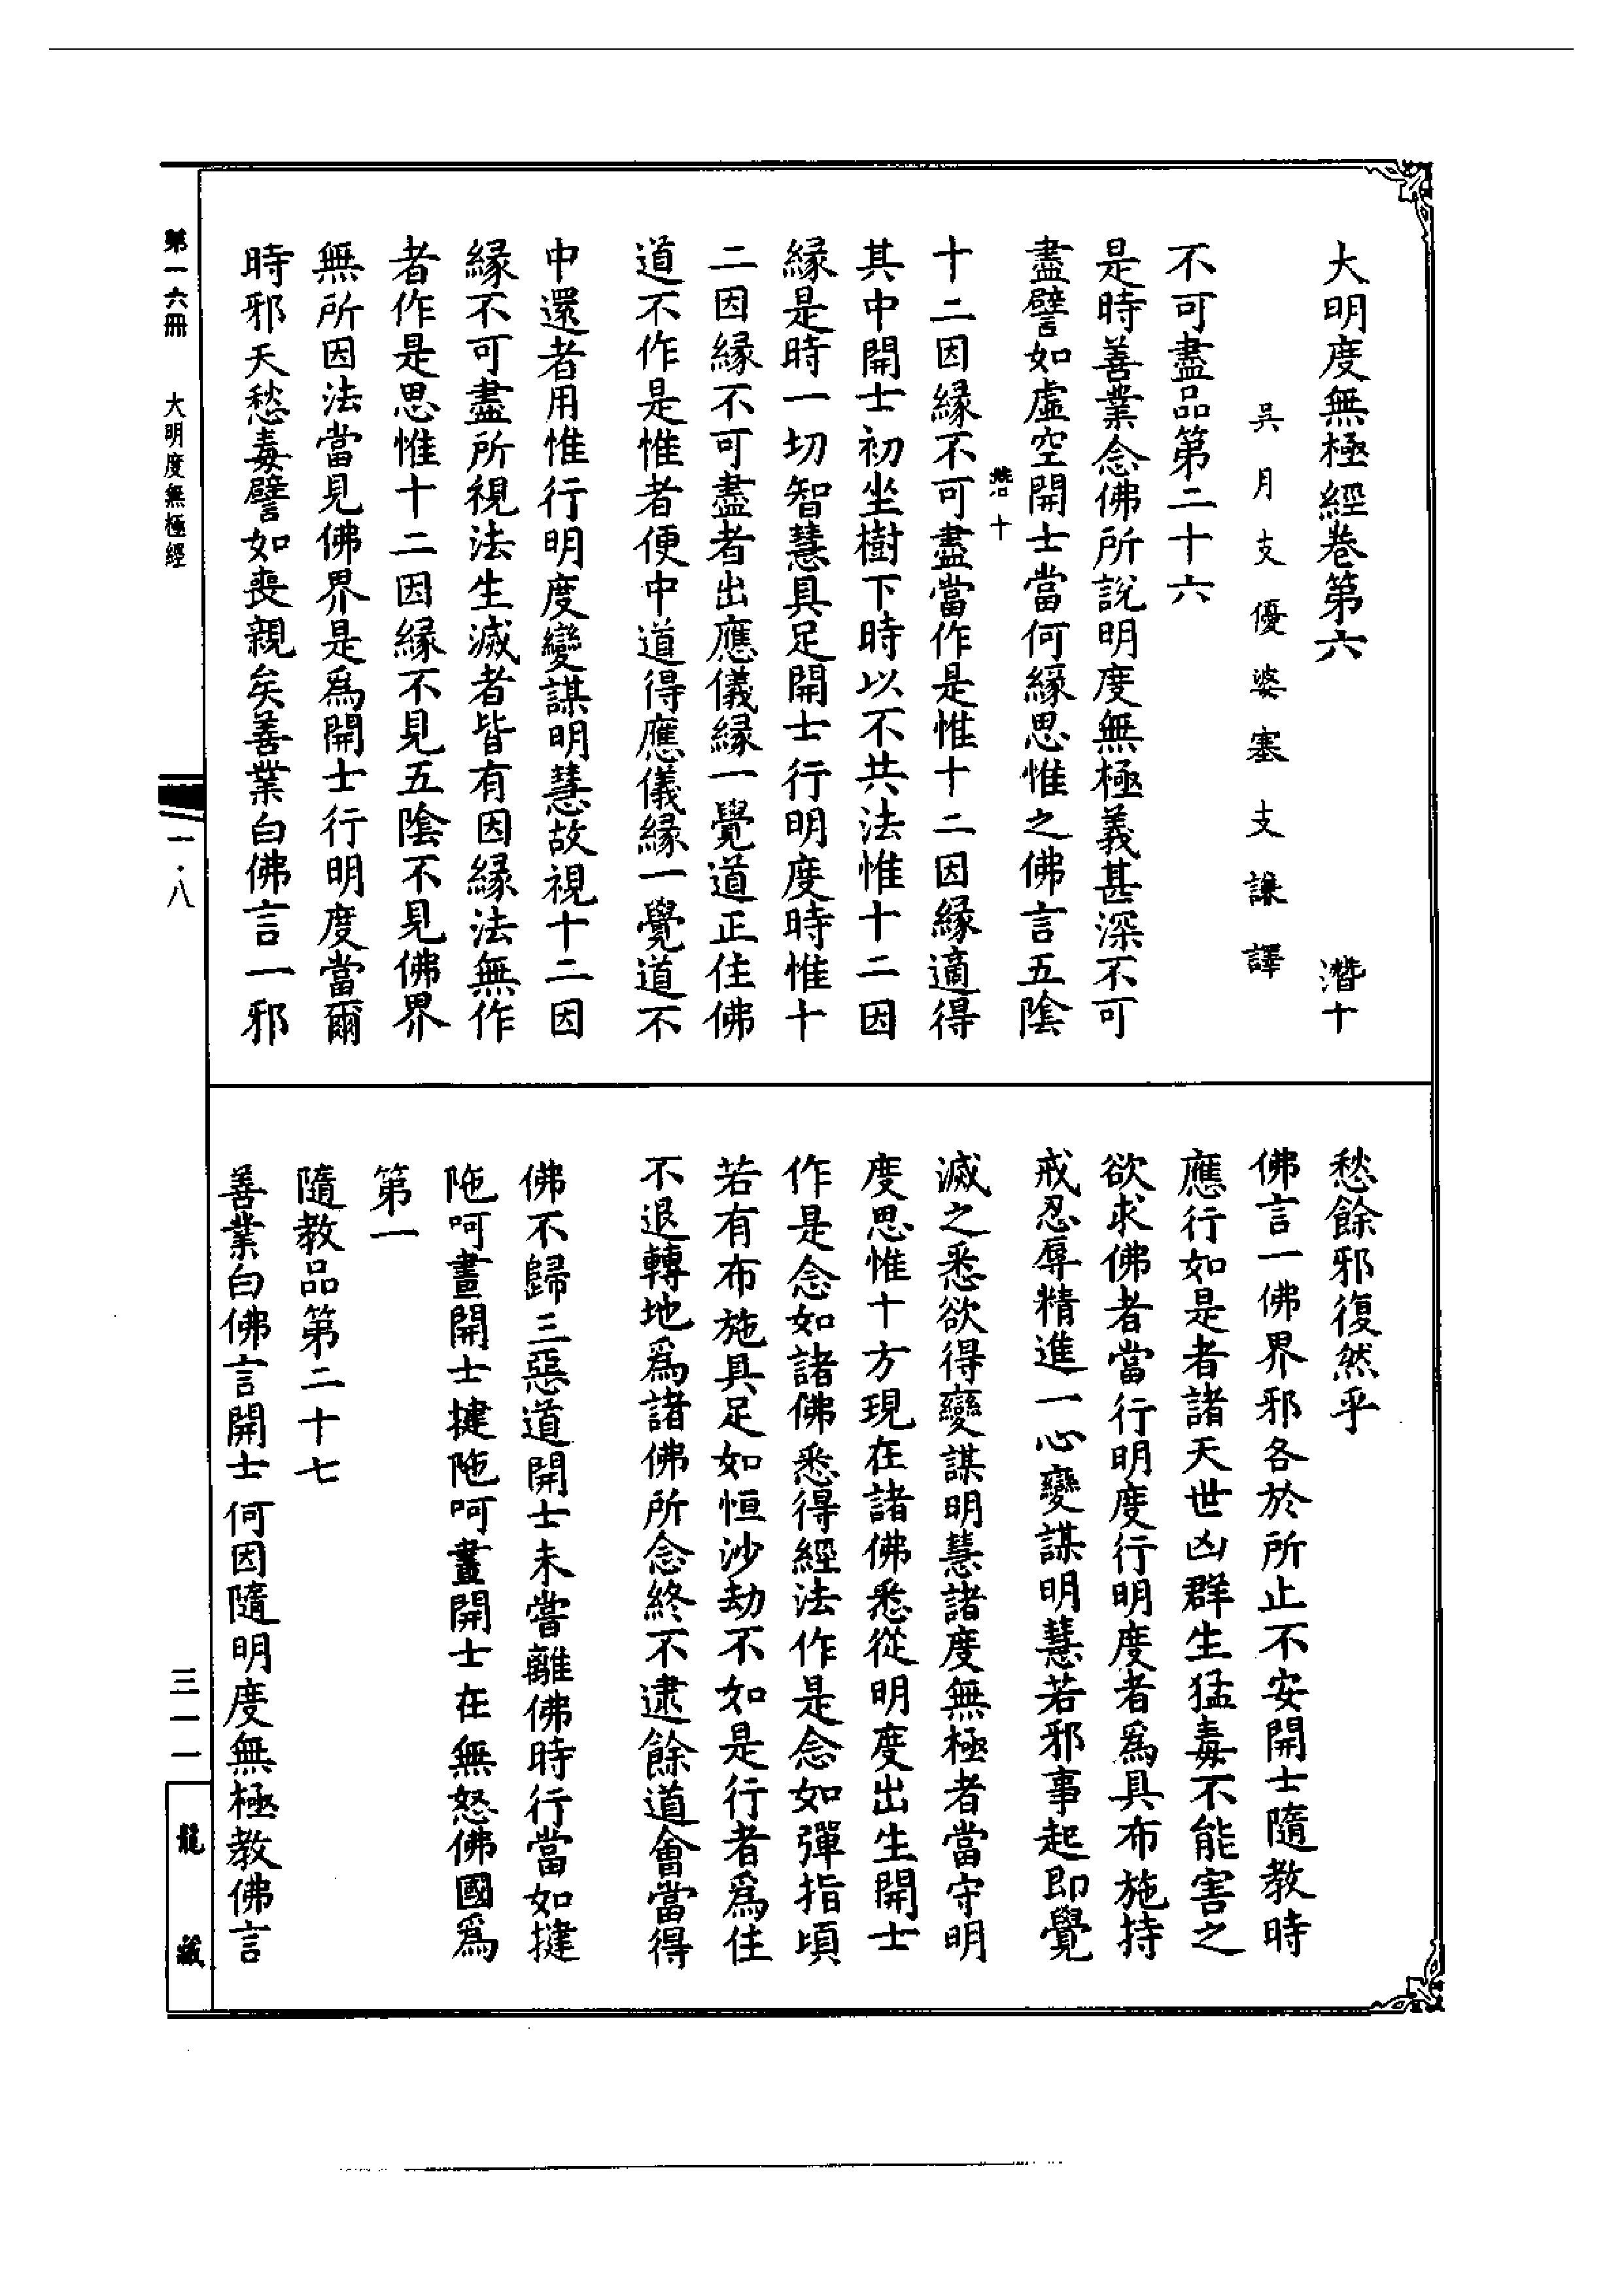 大明度無極經卷第六　潛十
吳月支優婆塞支謙譯
不可盡品第二十六
是時善業念佛所說明度無極義甚深不可
盡譬如虛空開士當何緣思惟之佛言五陰
十二因緣不可盡當作是惟十二因緣適得
其中開士初坐樹下時以不共法惟十二因
緣是時一切智慧具足開士行明度時惟十
二因緣不可盡者出應儀緣一覺道正住佛
道不作是惟者便中道得應儀緣一覺道不
中還者用惟行明度變謀明慧故視十二因
緣不可盡所視法生滅者皆有因緣法無作
者作是思惟十二因緣不見五陰不見佛界
無所因法當見佛界是爲開士行明度當爾
時邪天愁毒譬如喪親矣善業白佛言一邪
愁餘邪復然乎
佛言一佛界邪各於所止不安開士隨教時
應行如是者諸天世凶群生猛毒不能害之
欲求佛者當行明度行明度者爲具布施持
戒忍辱精進一心變謀明慧若邪事起即覺
滅之悉欲得變謀明慧諸度無極者當守明
度思惟十方現在諸佛悉從明度出生開士
作是念如諸佛悉得經法作是念如彈指頃
若有布施具足如恒沙劫不如是行者爲住
不退轉地爲諸佛所念終不逮餘道會當得
佛不歸三惡道開士未嘗離佛時行當如揵
陁呵晝開士揵陁呵晝開士在無怒佛國爲
第一
隨教品第二十七
善業白佛言開士何因隨明度無極教佛言
第一六冊　大明度無極經
一·八
三一一
龍藏